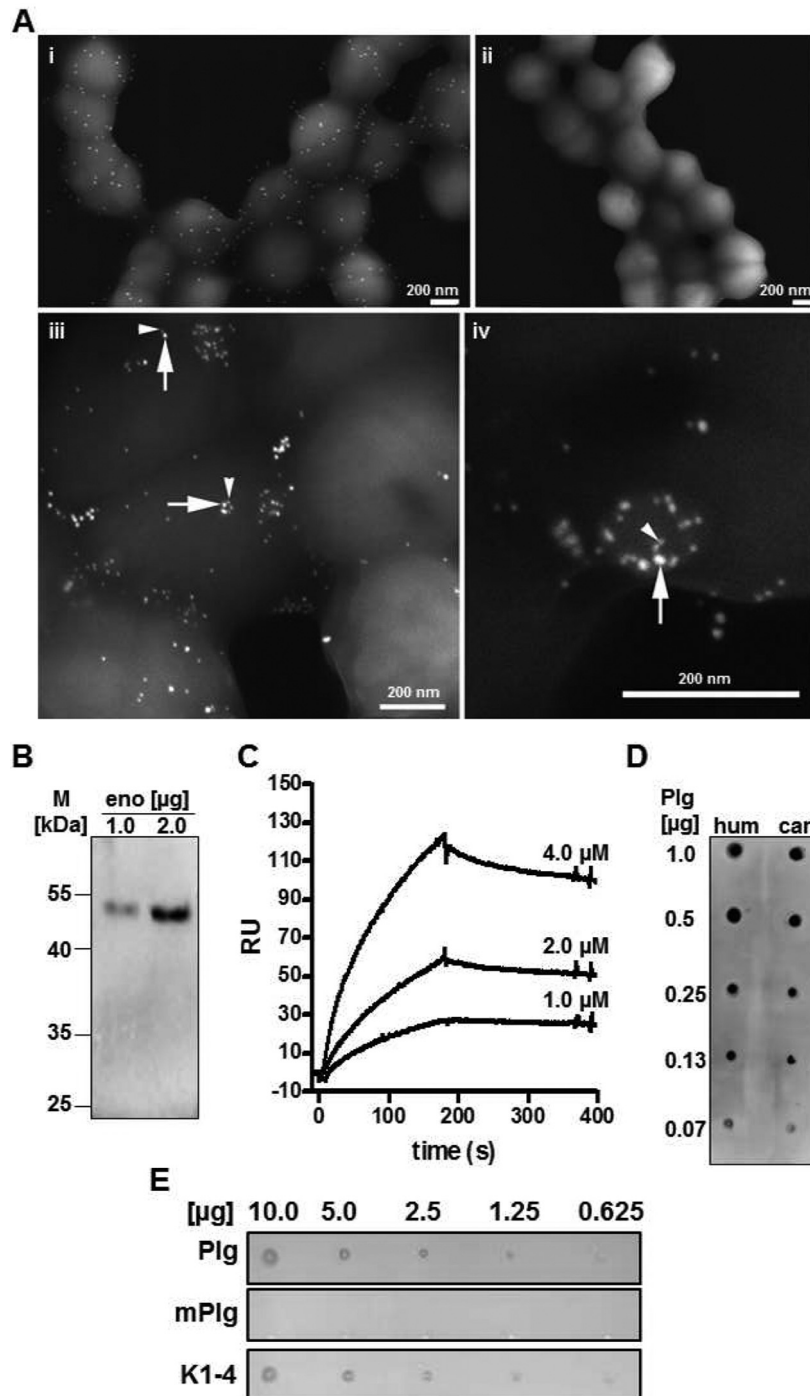 A
i
ii
200 nm
200 nm
iii
iv
200 nm
200 nm
B
M
[kDa]
eno [µg]
1.0 2.0
55
40
35
25
C
150
130
110
90
70
50
30
10
-10
RU
4.0 µM
2.0 µM
1.0 µM
0 100 200 300 400
time (s)
D
Plg
[µg]
hum can
1.0
0.5
0.25
0.13
0.07
E
[µg] 10.0 5.0 2.5 1.25 0.625
Plg
mPlg
K1-4